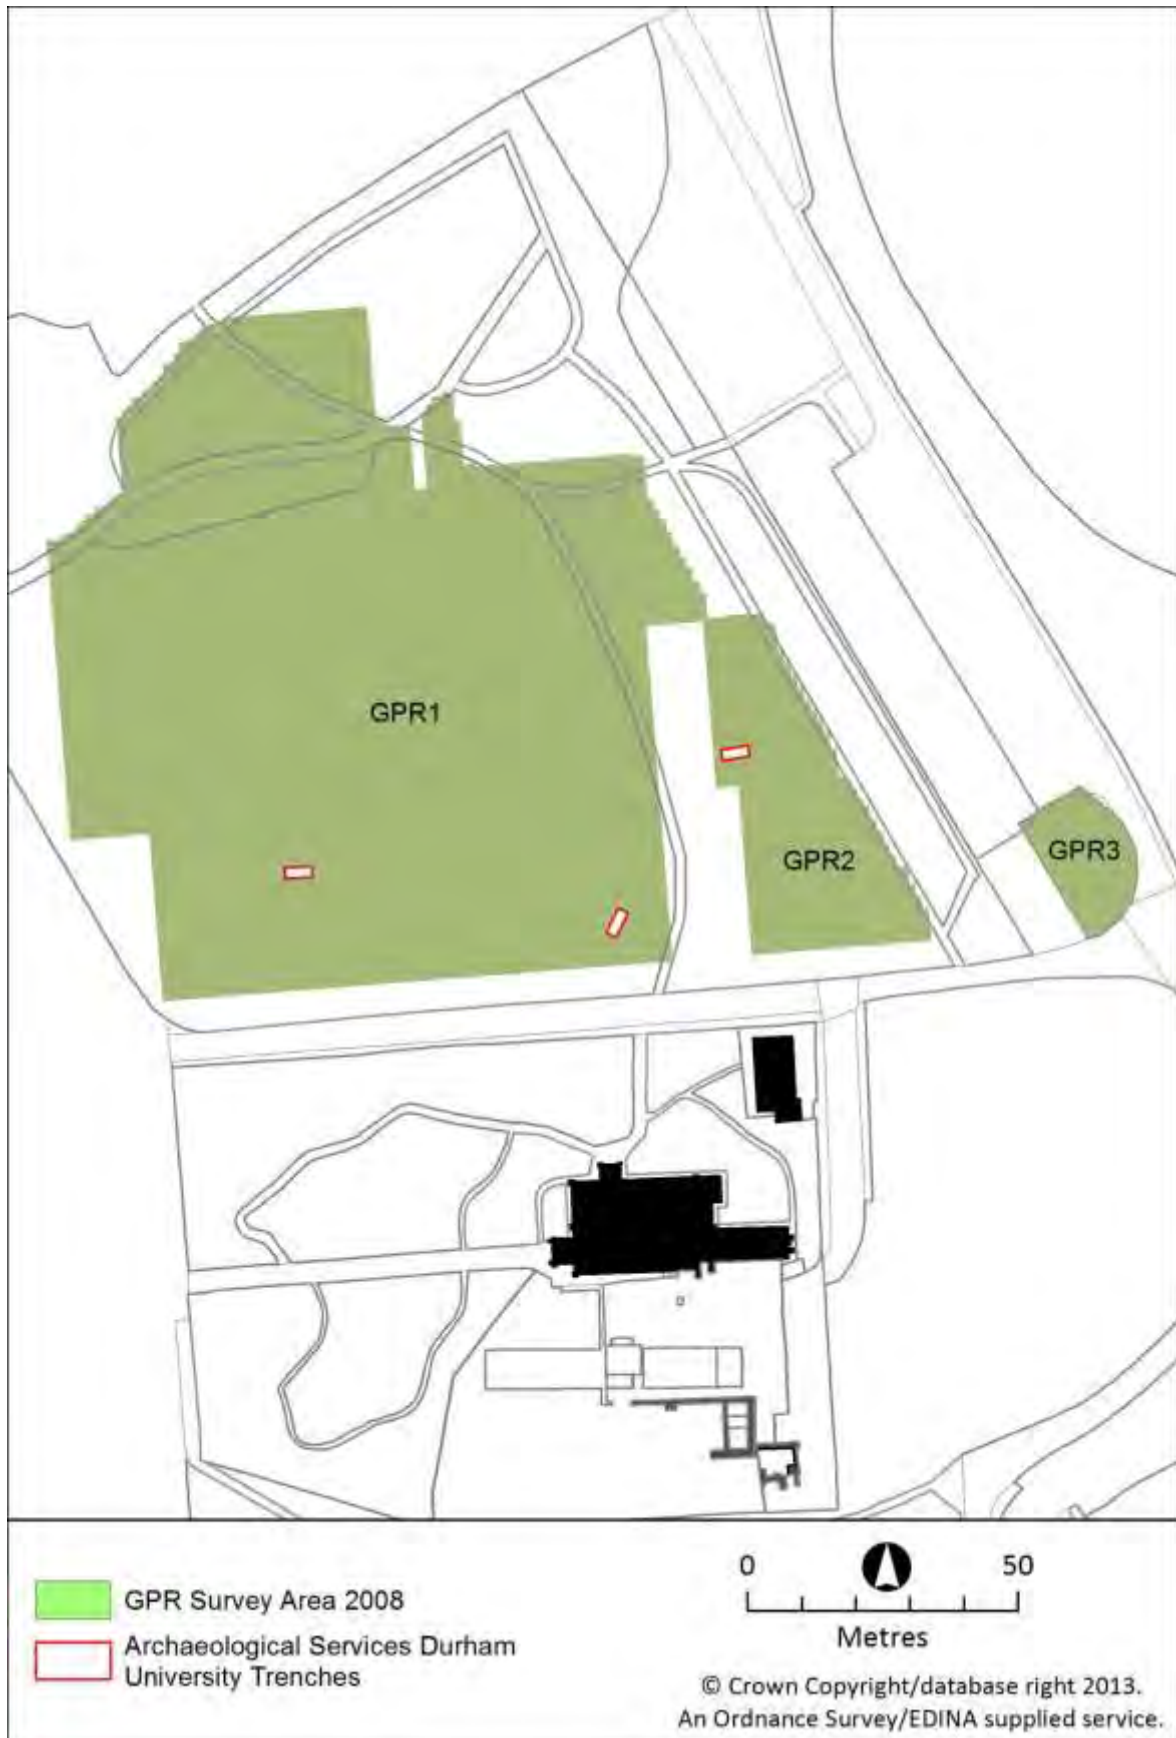 GPR1
GPR2
GPR3
GPR Survey Area 2008
Archaeological Services Durham
University Trenches
0 50
Metres
© Crown Copyright/database right 2013.
An Ordnance Survey/EDINA supplied service.